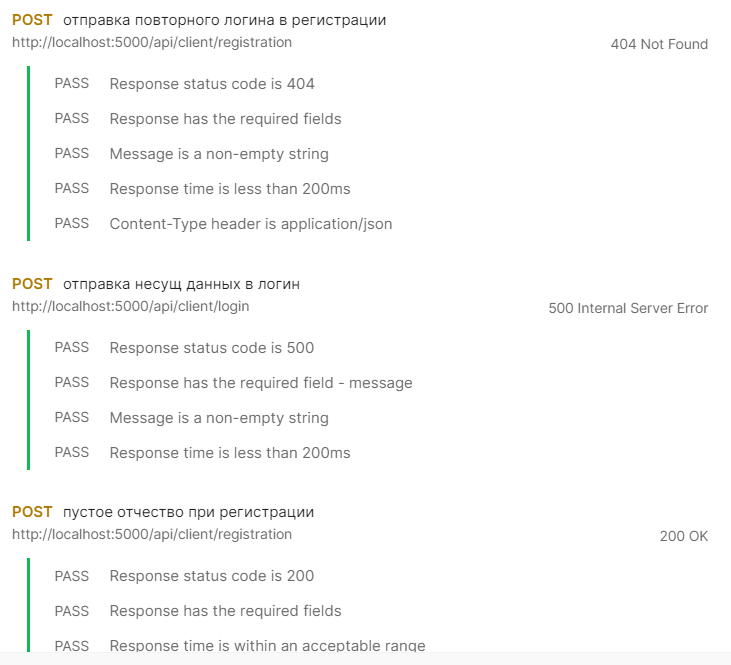 POST отправка повторного логина в регистрации
http://localhost:5000/api/client/registration 404 Not Found
PASS Response status code is 404
PASS Response has the required fields
PASS Message is a non-empty string
PASS Response time is less than 200ms
PASS Content-Type header is application/json
POST отправка несущ данных в логин
http://localhost:5000/api/client/login 500 Internal Server Error
PASS Response status code is 500
PASS Response has the required field - message
PASS Message is a non-empty string
PASS Response time is less than 200ms
POST пустое отчество при регистрации
http://localhost:5000/api/client/registration 200 OK
PASS Response status code is 200
PASS Response has the required fields
PASS Response time is within an acceptable range